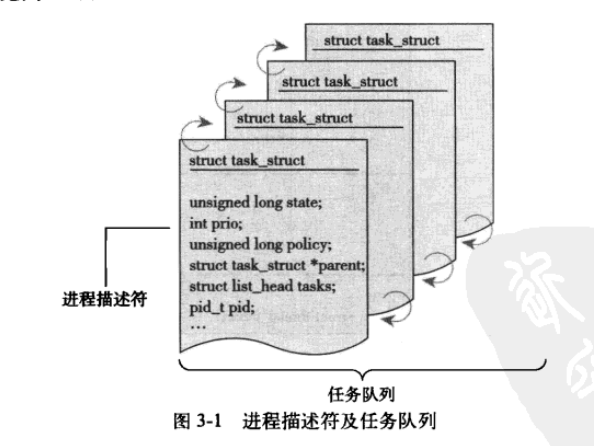 struct task_struct
struct task_struct
struct task_struct
struct task_struct
unsigned long state;
int prio;
unsigned long policy;
struct task_struct *parent;
struct list_head tasks;
pid_t pid;
…
进程描述符
任务队列
图 3-1 进程描述符及任务队列